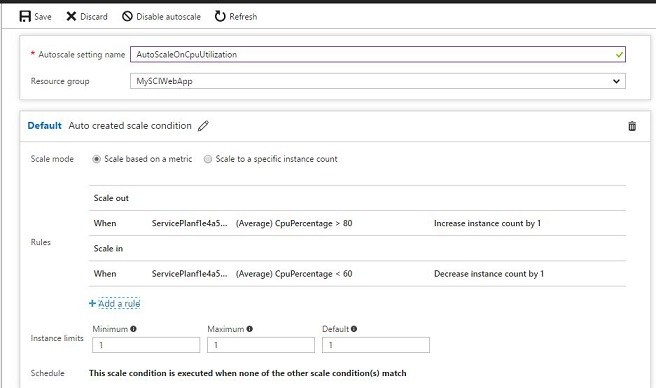 Save Discard Disable autoscale Refresh
* Autoscale setting name AutoScaleOnCpuUtilization
Resource group MySCIWebApp
Default Auto created scale condition
Scale mode Scale based on a metric Scale to a specific instance count
Rules
Scale out
When ServicePlanf1e4a5... (Average) CpuPercentage > 80 Increase instance count by 1
Scale in
When ServicePlanf1e4a5... (Average) CpuPercentage < 60 Decrease instance count by 1
+ Add a rule
Instance limits
Minimum Maximum Default
1 1 1
Schedule This scale condition is executed when none of the other scale condition(s) match